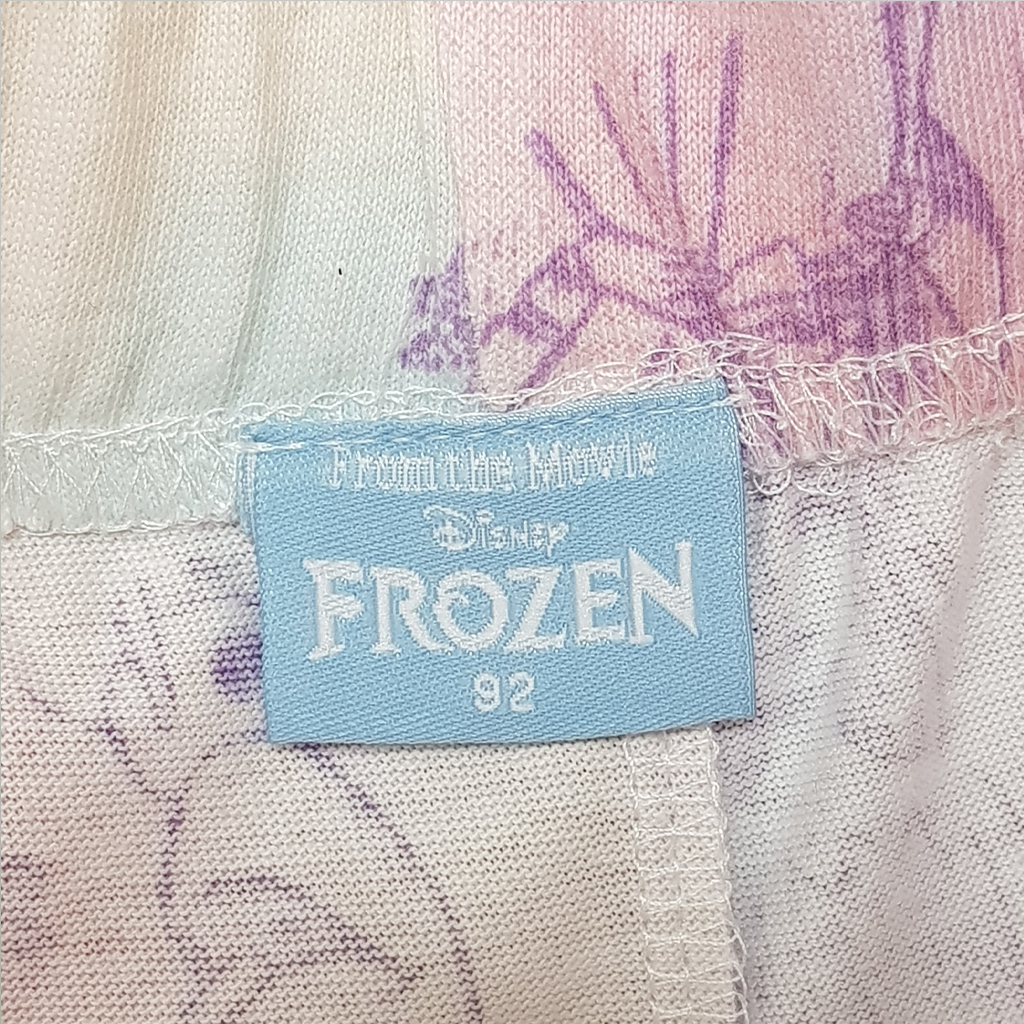 From the Movie
Disney
FROZEN
92